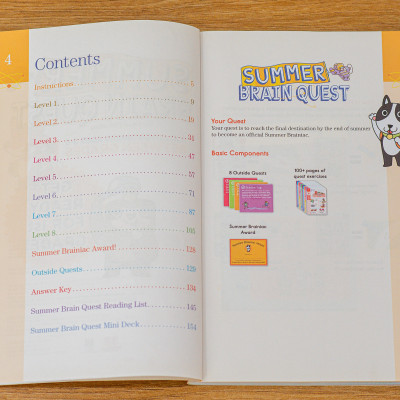 4
Contents
Instructions
Level 1 9
Level 2 19
Level 3
Level 4 47
Level 5 57
Level 6 71
Level 7 87
Level 8
Summer Brainiac Award!
Outside Quests 129
Answer Key 134
Summer Brain Quest Reading List 145
Summer Brain Quest Mini Deck 154
SUMMER
BRAIN QUEST
Your Quest
Your quest is to reach the final destination by the end of summer
to become an official Summer Brainiac.
Basic Components
8 Outside Quests
100+ pages of
quest exercises
Summer Brainiac
Award